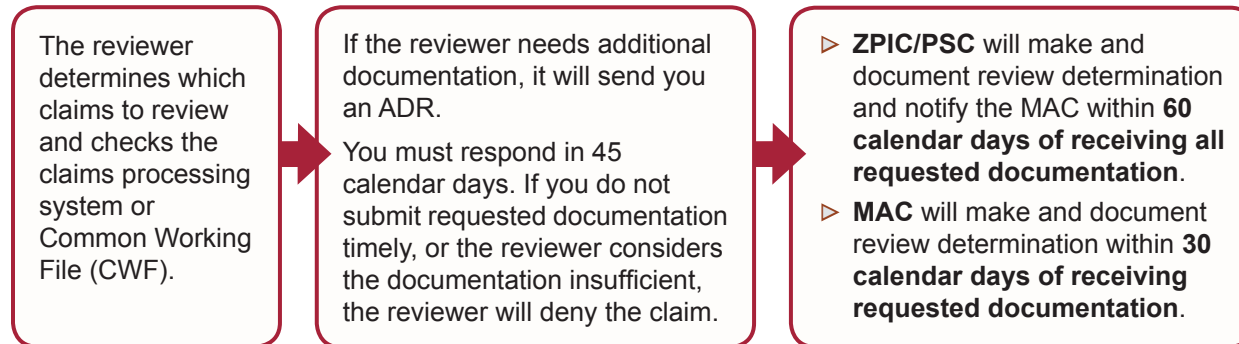 The reviewer
determines which
claims to review
and checks the
claims processing
system or
Common Working
File (CWF).
If the reviewer needs additional
documentation, it will send you
an ADR.
You must respond in 45
calendar days. If you do not
submit requested documentation
timely, or the reviewer considers
the documentation insufficient,
the reviewer will deny the claim.
ZPIC/PSC will make and
document review determination
and notify the MAC within 60
calendar days of receiving all
requested documentation.
MAC will make and document
review determination within 30
calendar days of receiving
requested documentation.